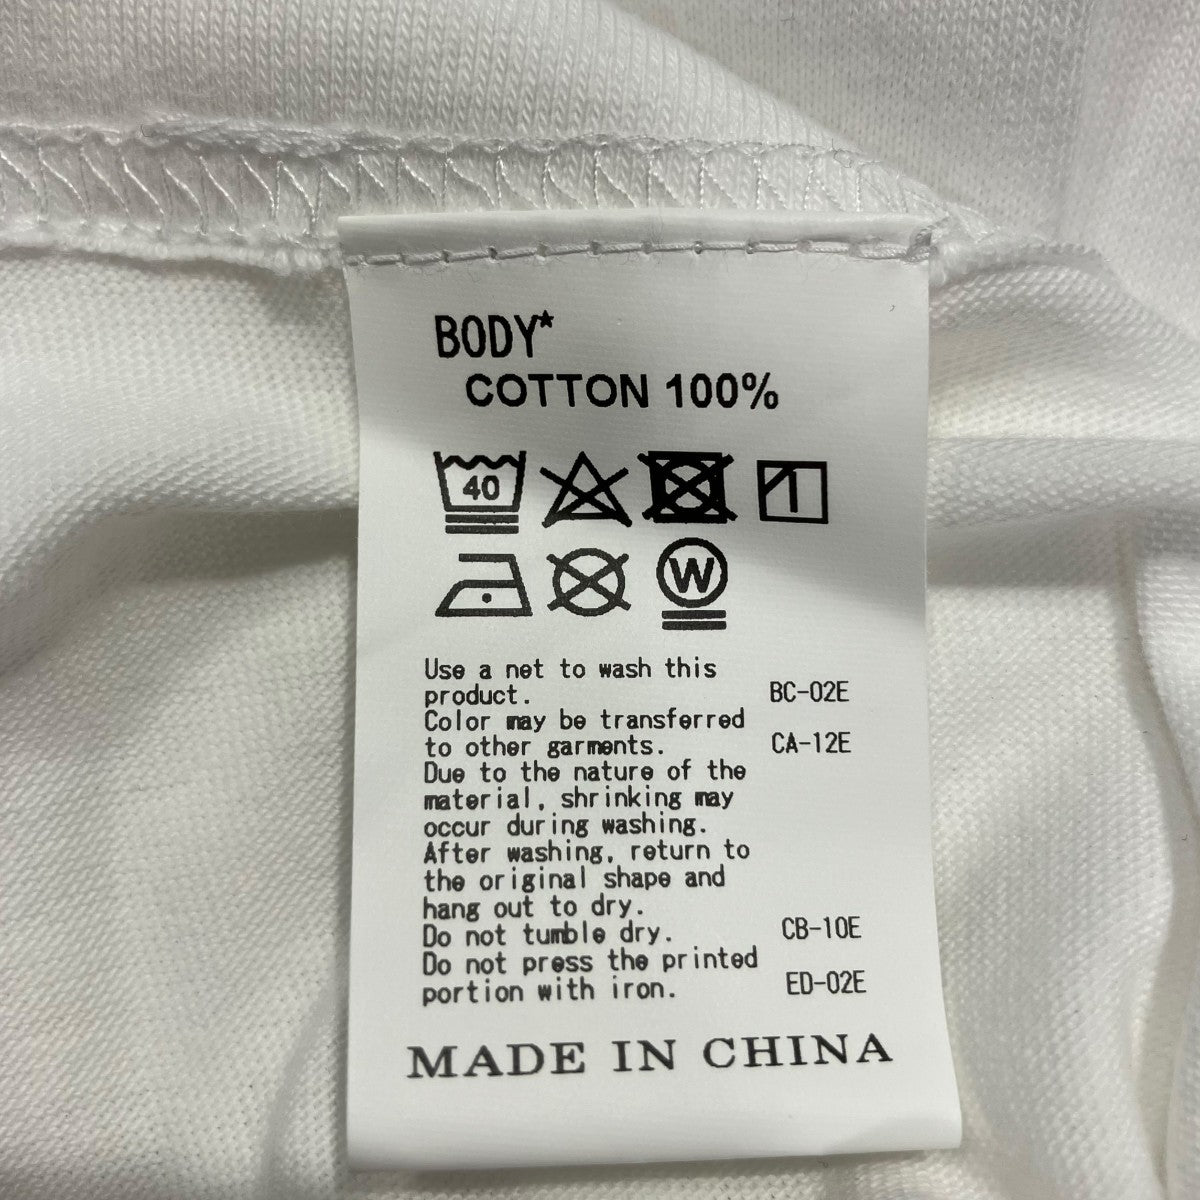 BODY*
COTTON 100%
40
W
Use a net to wash this
product. BC-02E
Color may be transferred
to other garments. CA-12E
Due to the nature of the
material, shrinking may
occur during washing.
After washing, return to
the original shape and
hang out to dry.
Do not tumble dry. CB-10E
Do not press the printed
portion with iron. ED-02E
MADE IN CHINA